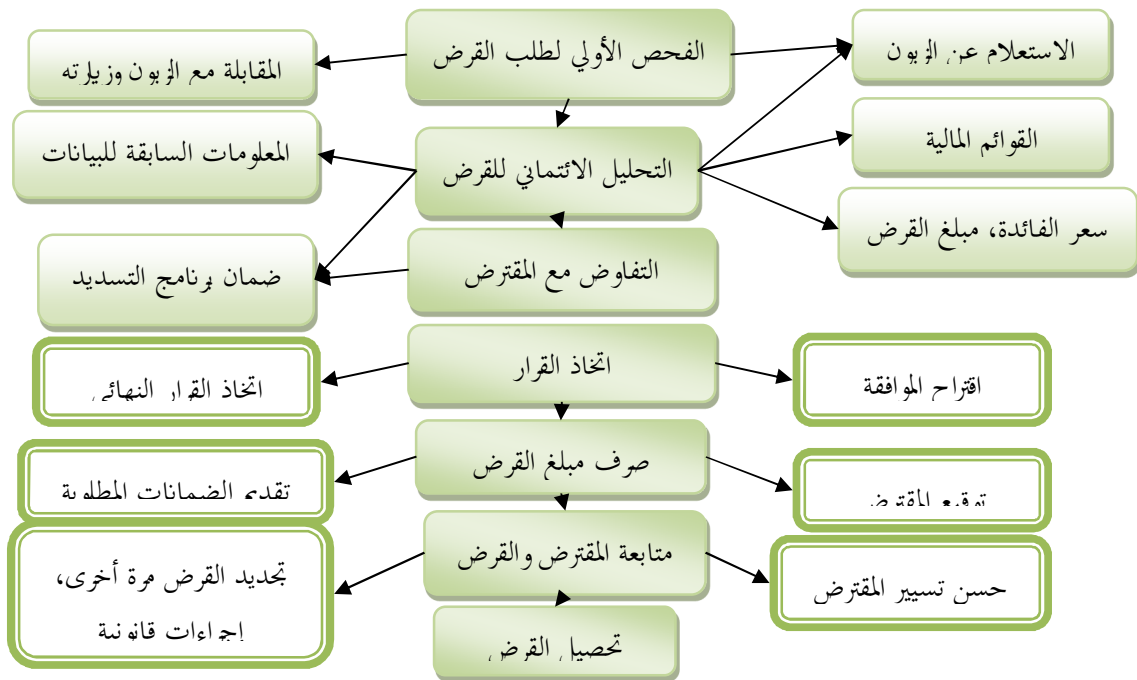 الفحص الأولي لطلب القرض
الاستعلام عن الزبون
المقابلة مع الزبون وزيارته
القوائم المالية
التحليل الائتماني للقرض
المعلومات السابقة للبيانات
سعر الفائدة، مبلغ القرض
التفاوض مع المقترض
ضمان برنامج التسديد
اتخاذ القرار
اقتراح الموافقة
اتخاذ القرار النهائي
صرف مبلغ القرض
توقيع المقترض
تقديم الضمانات المطلوبة
متابعة المقترض والقرض
حسن تسيير المقترض
تجديد القرض مرة أخرى،
إجراءات قانونية
تحصيل القرض